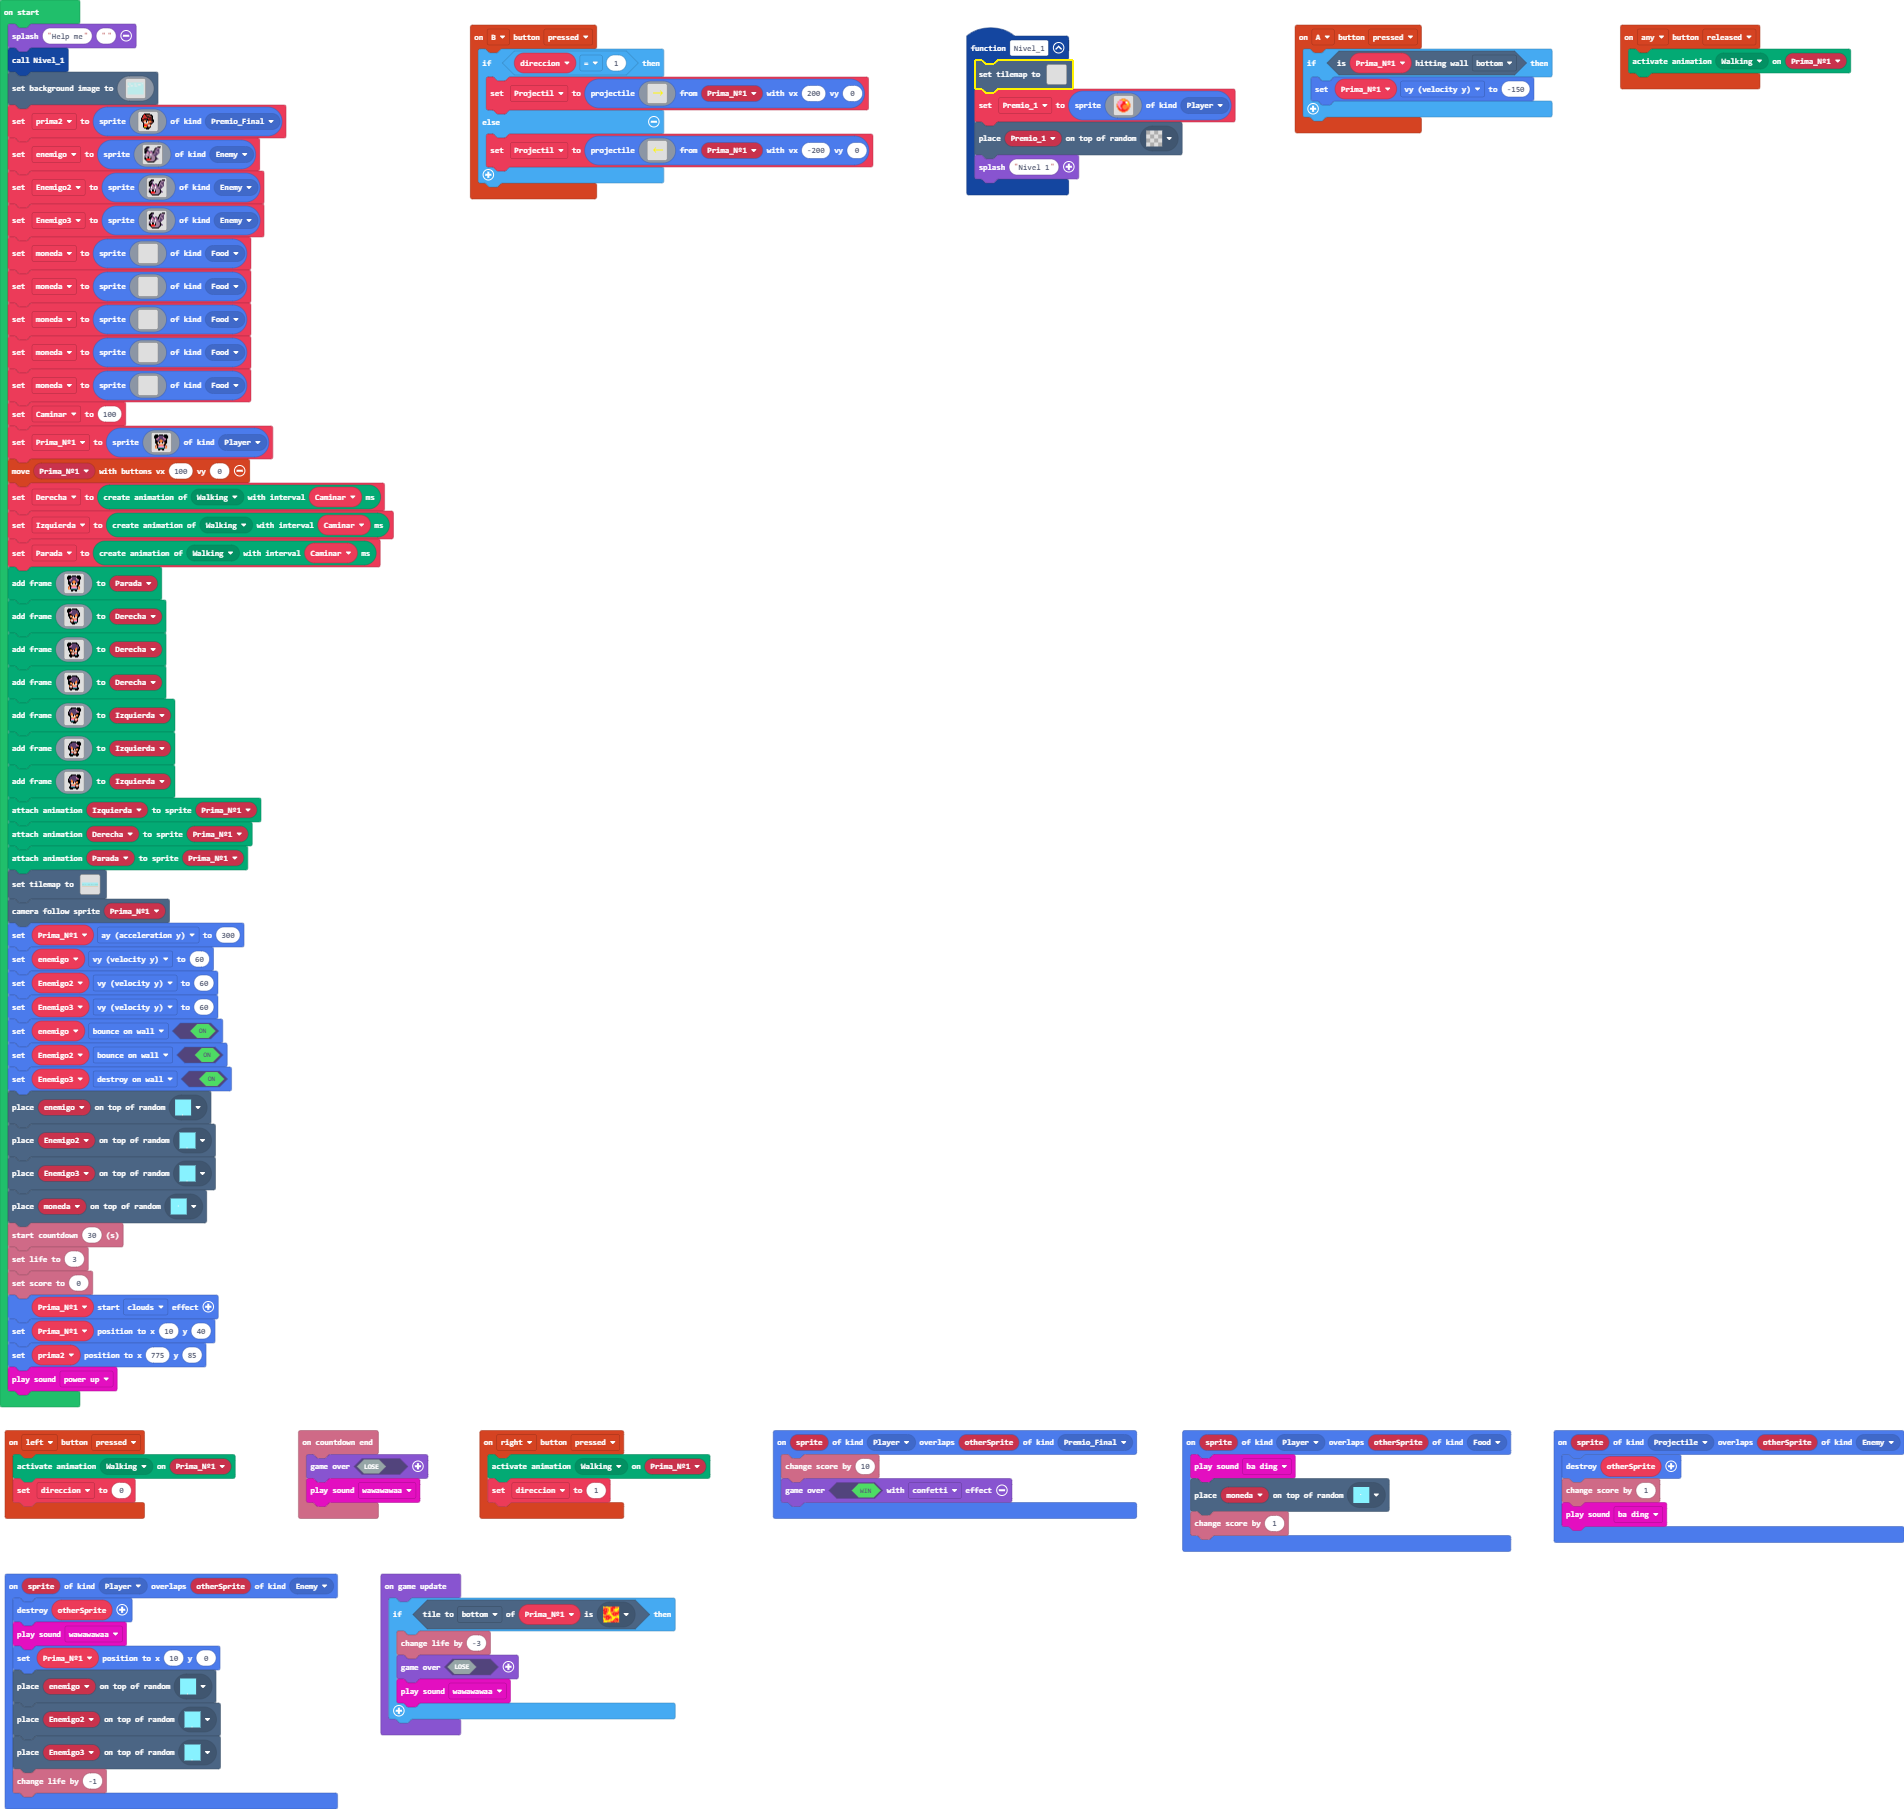 on start
splash "Help me" ""
call Nivel_1
set background image to
set prima2 to sprite of kind Premio_Final
set enemigo to sprite of kind Enemy
set Enemigo2 to sprite of kind Enemy
set Enemigo3 to sprite of kind Enemy
set moneda to sprite of kind Food
set moneda to sprite of kind Food
set moneda to sprite of kind Food
set moneda to sprite of kind Food
set moneda to sprite of kind Food
set Caminar to 100
set Prima_Nº1 to sprite of kind Player
move Prima_Nº1 with buttons vx 100 vy 0
set Derecha to create animation of Walking with interval Caminar ms
set Izquierda to create animation of Walking with interval Caminar ms
set Parada to create animation of Walking with interval Caminar ms
add frame to Parada
add frame to Derecha
add frame to Derecha
add frame to Derecha
add frame to Izquierda
add frame to Izquierda
add frame to Izquierda
attach animation Izquierda to sprite Prima_Nº1
attach animation Derecha to sprite Prima_Nº1
attach animation Parada to sprite Prima_Nº1
set tilemap to
camera follow sprite Prima_Nº1
set Prima_Nº1 ay (acceleration y) to 300
set enemigo vy (velocity y) to 60
set Enemigo2 vy (velocity y) to 60
set Enemigo3 vy (velocity y) to 60
set enemigo bounce on wall ON
set Enemigo2 bounce on wall ON
set Enemigo3 destroy on wall ON
place enemigo on top of random
place Enemigo2 on top of random
place Enemigo3 on top of random
place moneda on top of random
start countdown 30 (s)
set life to 3
set score to 0
Prima_Nº1 start clouds effect
set Prima_Nº1 position to x 10 y 40
set prima2 position to x 775 y 85
play sound power up
on B button pressed
if direccion = 1 then
set Projectil to projectile from Prima_Nº1 with vx 200 vy 0
else
set Projectil to projectile from Prima_Nº1 with vx -200 vy 0
function Nivel_1
set tilemap to
set Premio_1 to sprite of kind Player
place Premio_1 on top of random
splash "Nivel 1"
on A button pressed
if is Prima_Nº1 hitting wall bottom then
set Prima_Nº1 vy (velocity y) to -150
on any button released
activate animation Walking on Prima_Nº1
on left button pressed
activate animation Walking on Prima_Nº1
set direccion to 0
on countdown end
game over LOSE
play sound wawawawaa
on right button pressed
activate animation Walking on Prima_Nº1
set direccion to 1
on sprite of kind Player overlaps otherSprite of kind Premio_Final
change score by 10
game over WIN with confetti effect
on sprite of kind Player overlaps otherSprite of kind Food
play sound ba ding
place moneda on top of random
change score by 1
on sprite of kind Projectile overlaps otherSprite of kind Enemy
destroy otherSprite
change score by 1
play sound ba ding
on sprite of kind Player overlaps otherSprite of kind Enemy
destroy otherSprite
play sound wawawawaa
set Prima_Nº1 position to x 10 y 0
place enemigo on top of random
place Enemigo2 on top of random
place Enemigo3 on top of random
change life by -1
on game update
if tile to bottom of Prima_Nº1 is then
change life by -3
game over LOSE
play sound wawawawaa